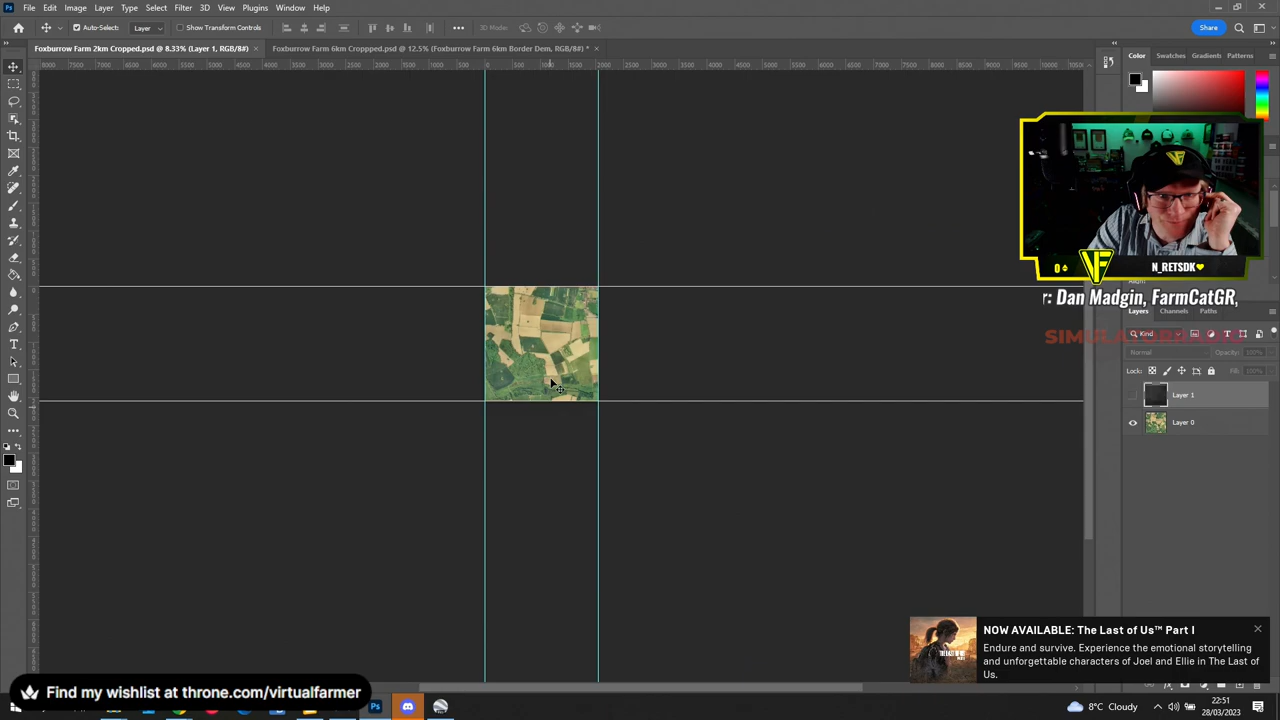 File Edit Image Layer Type Select Filter 3D View Plugins Window Help
Auto-Select: Layer Show Transform Controls 3D Mode: Share
Foxburrow Farm 2km Cropped.psd @ 8.33% (Layer 1, RGB/8#) × Foxburrow Farm 6km Croppped.psd @ 12.5% (Foxburrow Farm 6km Border Dem, RGB/8#) * ×
Color Swatches Gradients Patterns
N_RETSDK
r: Dan Madgin, FarmCatGR,
Layers Channels Paths
Kind
Normal Opacity: 100%
Lock: Fill: 100%
Layer 1
Layer 0
NOW AVAILABLE: The Last of Us™ Part I
Endure and survive. Experience the emotional storytelling
and unforgettable characters of Joel and Ellie in The Last of
Us.
Find my wishlist at throne.com/virtualfarmer
8°C Cloudy
22:51
28/03/2023